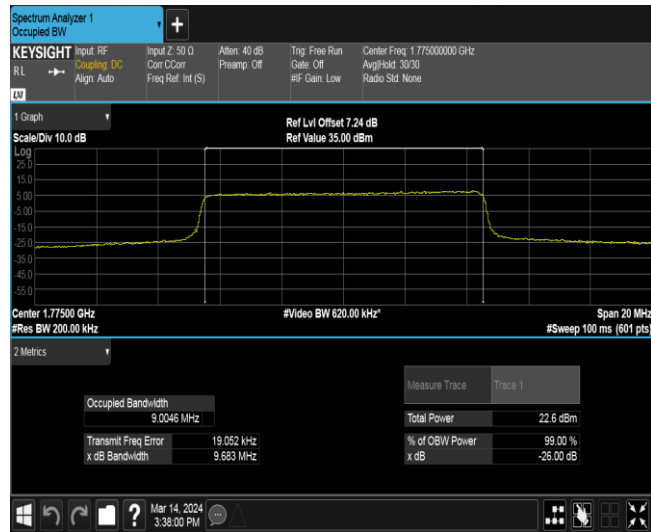 Spectrum Analyzer 1
Occupied BW
+
KEYSIGHT Input: RF Input Z: 50 Ω Atten: 40 dB Trig: Free Run Center Freq: 1.775000000 GHz
RL Coupling: DC Corr CCorr Preamp: Off Gate: Off Avg|Hold: 30/30
Align: Auto Freq Ref: Int (S) #IF Gain: Low Radio Std: None
LXI
1 Graph Ref Lvl Offset 7.24 dB
Scale/Div 10.0 dB Ref Value 35.00 dBm
Log
25.0
15.0
5.00
-5.00
-15.0
-25.0
-35.0
-45.0
-55.0
Center 1.77500 GHz #Video BW 620.00 kHz* Span 20 MHz
#Res BW 200.00 kHz #Sweep 100 ms (601 pts)
2 Metrics
Measure Trace Trace 1
Occupied Bandwidth
9.0046 MHz Total Power 22.6 dBm
Transmit Freq Error 19.052 kHz % of OBW Power 99.00 %
x dB Bandwidth 9.683 MHz x dB -26.00 dB
? Mar 14, 2024
3:38:00 PM